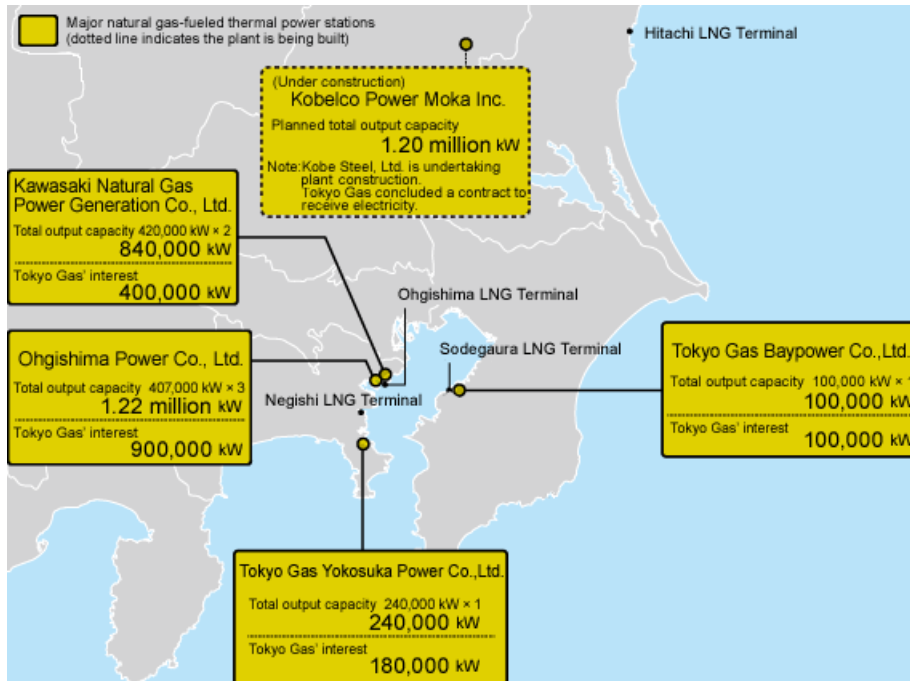 Major natural gas-fueled thermal power stations
(dotted line indicates the plant is being built)
Hitachi LNG Terminal
(Under construction)
Kobelco Power Moka Inc.
Planned total output capacity
1.20 million kW
Note:Kobe Steel, Ltd. is undertaking
plant construction.
Tokyo Gas concluded a contract to
receive electricity.
Kawasaki Natural Gas
Power Generation Co., Ltd.
Total output capacity 420,000 kW × 2
840,000 kW
Tokyo Gas' interest
400,000 kW
Ohgishima LNG Terminal
Sodegaura LNG Terminal
Negishi LNG Terminal
Ohgishima Power Co., Ltd.
Total output capacity 407,000 kW × 3
1.22 million kW
Tokyo Gas' interest
900,000 kW
Tokyo Gas Baypower Co.,Ltd.
Total output capacity 100,000 kW × 1
100,000 kW
Tokyo Gas' interest
100,000 kW
Tokyo Gas Yokosuka Power Co.,Ltd.
Total output capacity 240,000 kW × 1
240,000 kW
Tokyo Gas' interest
180,000 kW